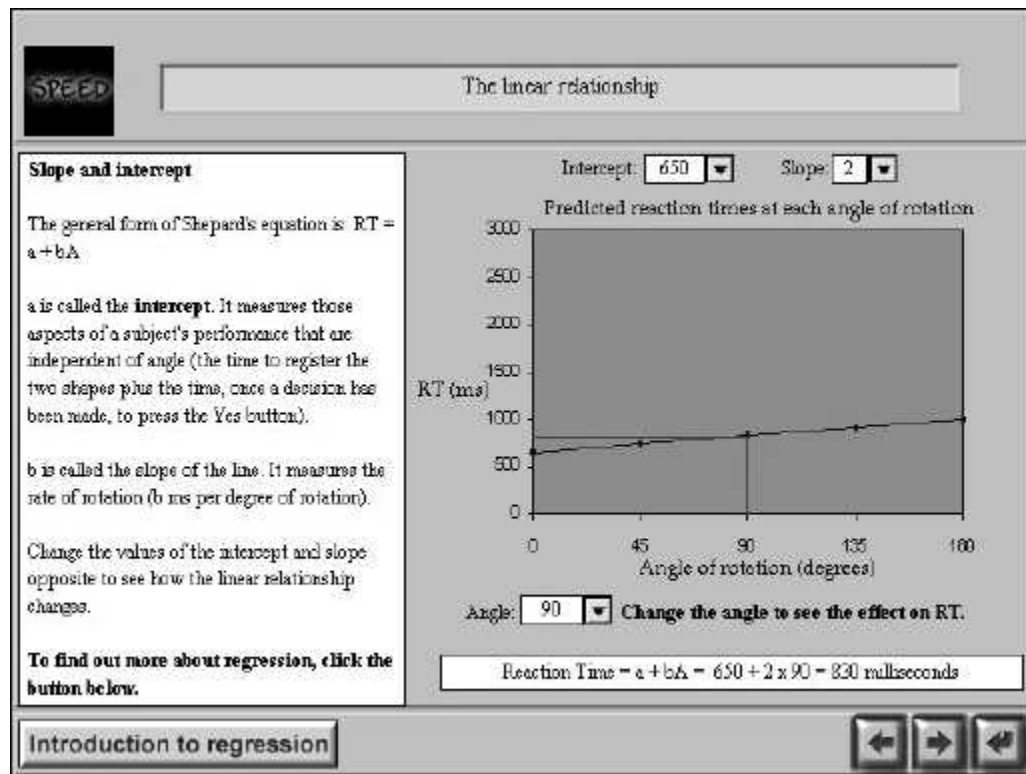 SPEED
The linear relationship
Slope and intercept
The general form of Shepard's equation is RT =
a + bA
a is called the intercept. It measures those
aspects of a subject's performance that are
independent of angle (the time to register the
two shapes plus the time, once a decision has
been made, to press the Yes button).
b is called the slope of the line. It measures the
rate of rotation (b ms per degree of rotation).
Change the values of the intercept and slope
opposite to see how the linear relationship
changes.
To find out more about regression, click the
button below.
Intercept: 650 Slope: 2
Predicted reaction times at each angle of rotation
3000
2500
2000
1500
RT (ms)
1000
500
0
0 45 90 135 180
Angle of rotation (degrees)
Angle: 90 Change the angle to see the effect on RT.
Reaction Time = a + bA = 650 + 2 x 90 = 830 milliseconds
Introduction to regression